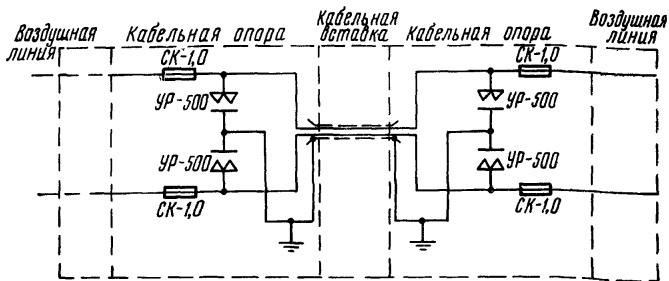 Воздушная
линия
Кабельная опора
Кабельная
вставка
Кабельная опора
Воздушная
линия
СК-1,0
СК-1,0
УР-500
УР-500
УР-500
УР-500
СК-1,0
СК-1,0